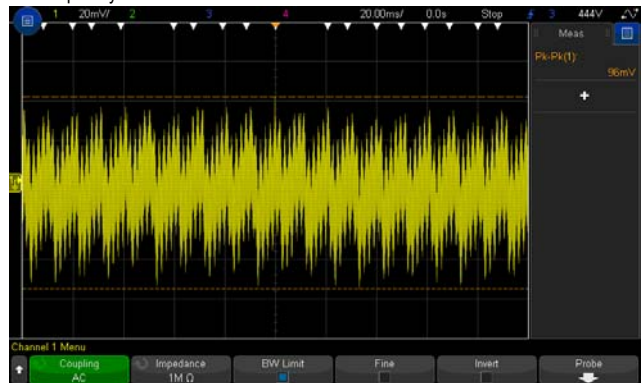 1 20mV/ 2 3 4 20.00ms/ 0.0s Stop 3 444V
Meas
Pk-Pk(1):
96mV
Channel 1 Menu
Coupling Impedance BW Limit Fine Invert Probe
AC 1M Ω